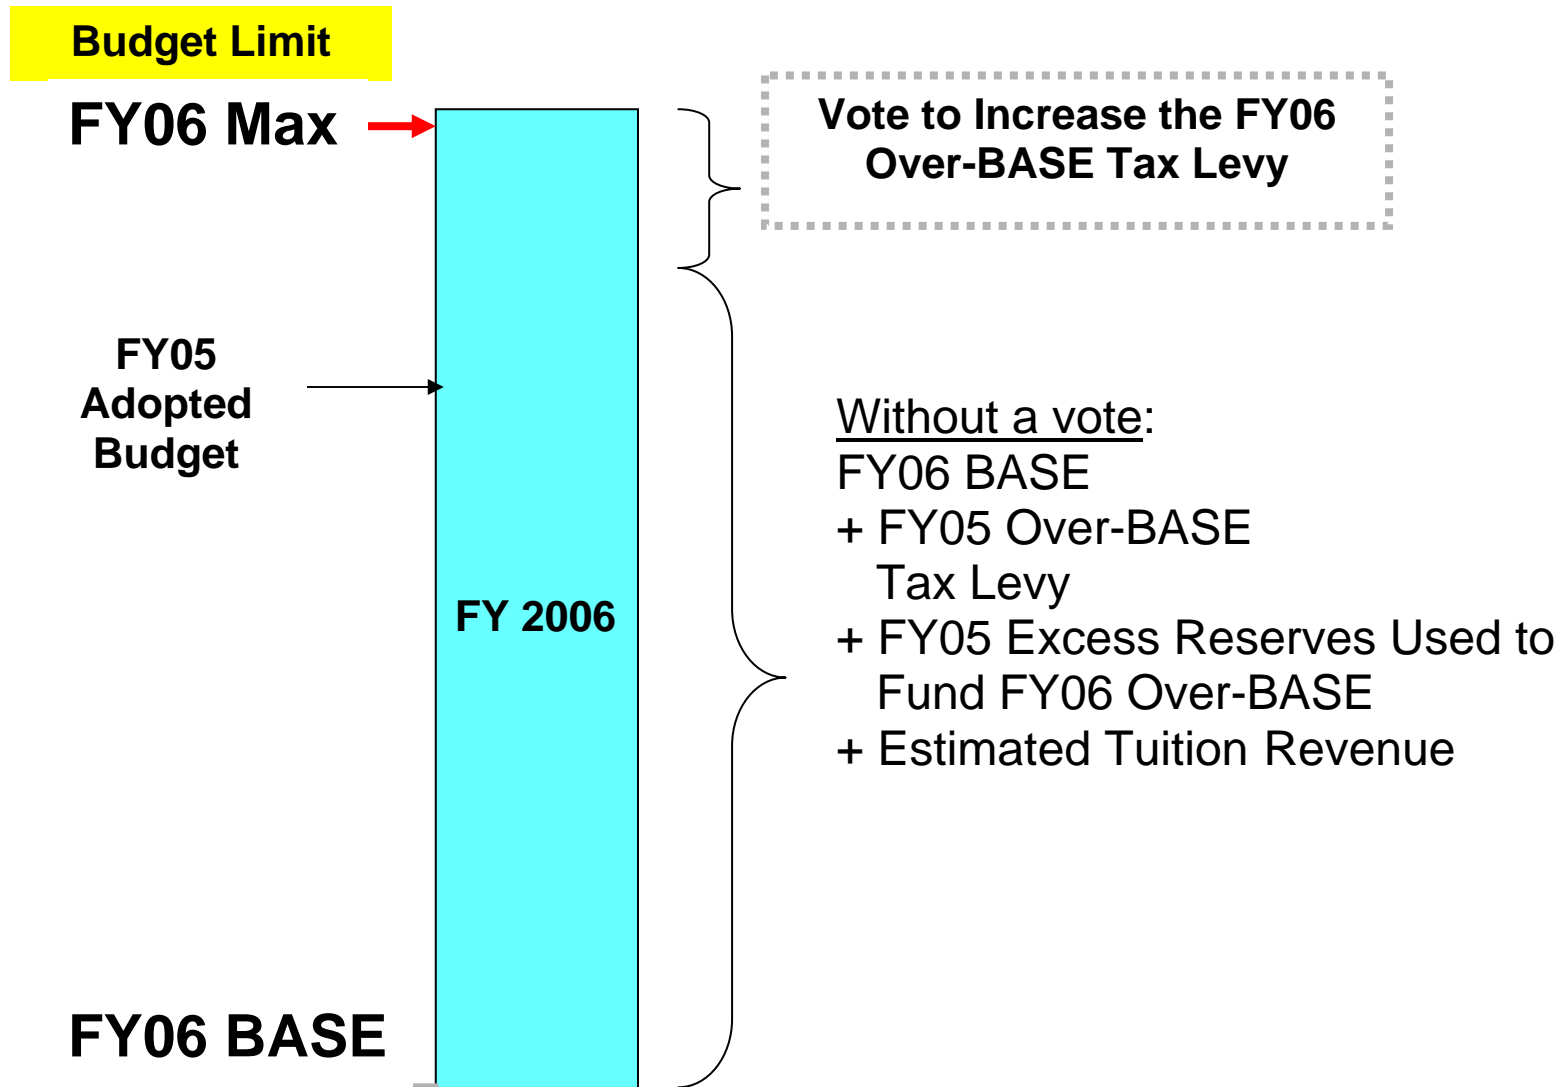 Budget Limit
FY06 Max
Vote to Increase the FY06
Over-BASE Tax Levy
FY05
Adopted
Budget
Without a vote:
FY06 BASE
+ FY05 Over-BASE
Tax Levy
+ FY05 Excess Reserves Used to
Fund FY06 Over-BASE
+ Estimated Tuition Revenue
FY 2006
FY06 BASE